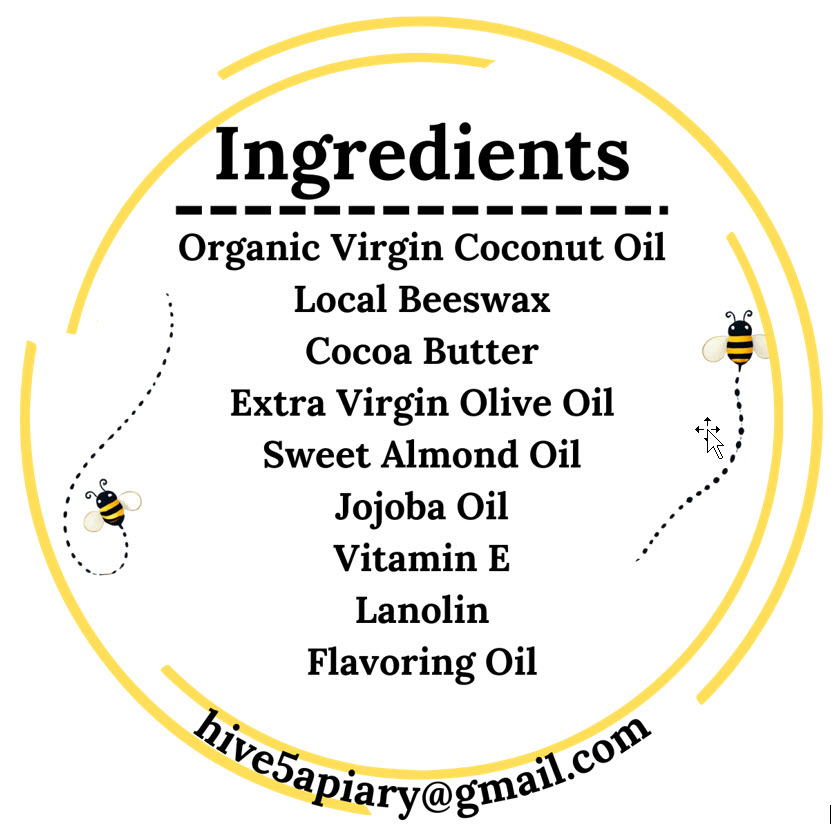 Ingredients
Organic Virgin Coconut Oil
Local Beeswax
Cocoa Butter
Extra Virgin Olive Oil
Sweet Almond Oil
Jojoba Oil
Vitamin E
Lanolin
Flavoring Oil
hive5apiary@gmail.com